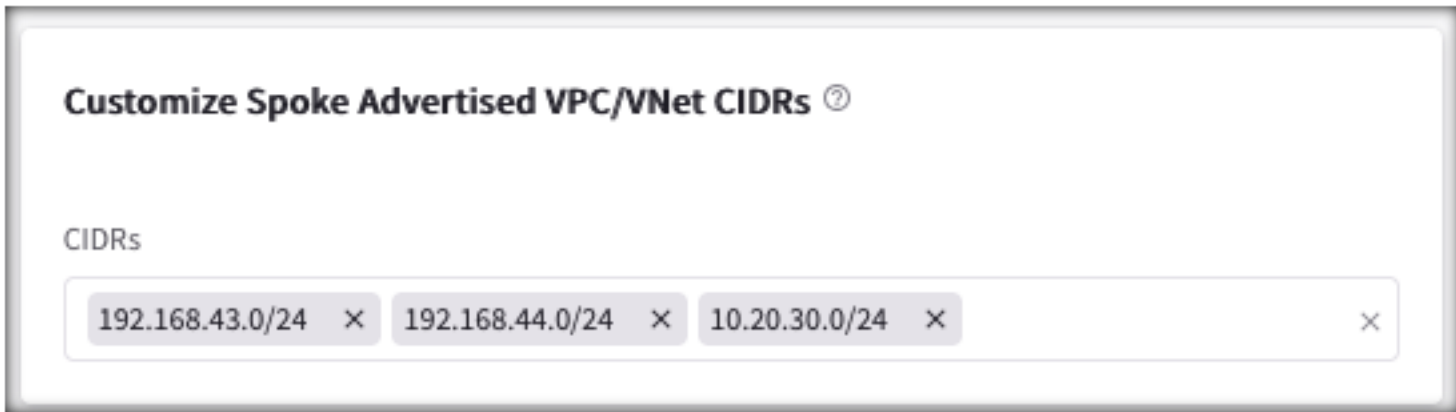 Customize Spoke Advertised VPC/VNet CIDRs ?
CIDRs
192.168.43.0/24 × 192.168.44.0/24 × 10.20.30.0/24 × ×